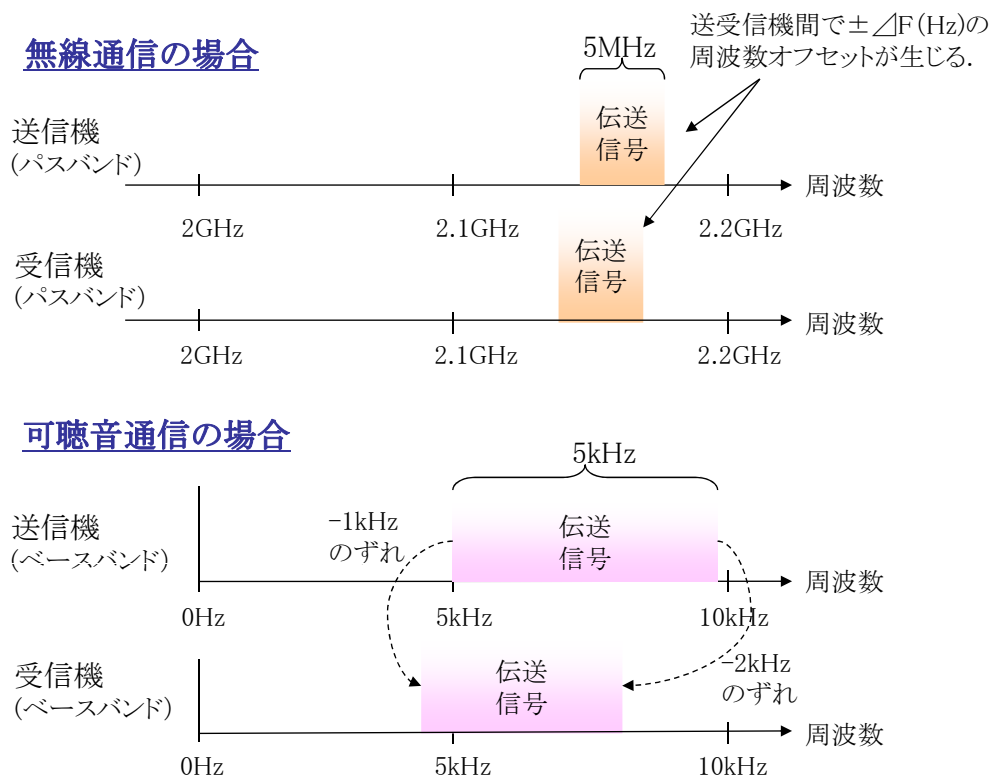 送受信機間で±⊿F(Hz)の
周波数オフセットが生じる.
無線通信の場合
5MHz
伝送
信号
送信機
(パスバンド)
周波数
2GHz
2.1GHz
2.2GHz
伝送
信号
受信機
(パスバンド)
周波数
2GHz
2.1GHz
2.2GHz
可聴音通信の場合
5kHz
送信機
(ベースバンド)
-1kHz
のずれ
伝送
信号
周波数
0Hz
5kHz
10kHz
受信機
(ベースバンド)
伝送
信号
-2kHz
のずれ
周波数
0Hz
5kHz
10kHz